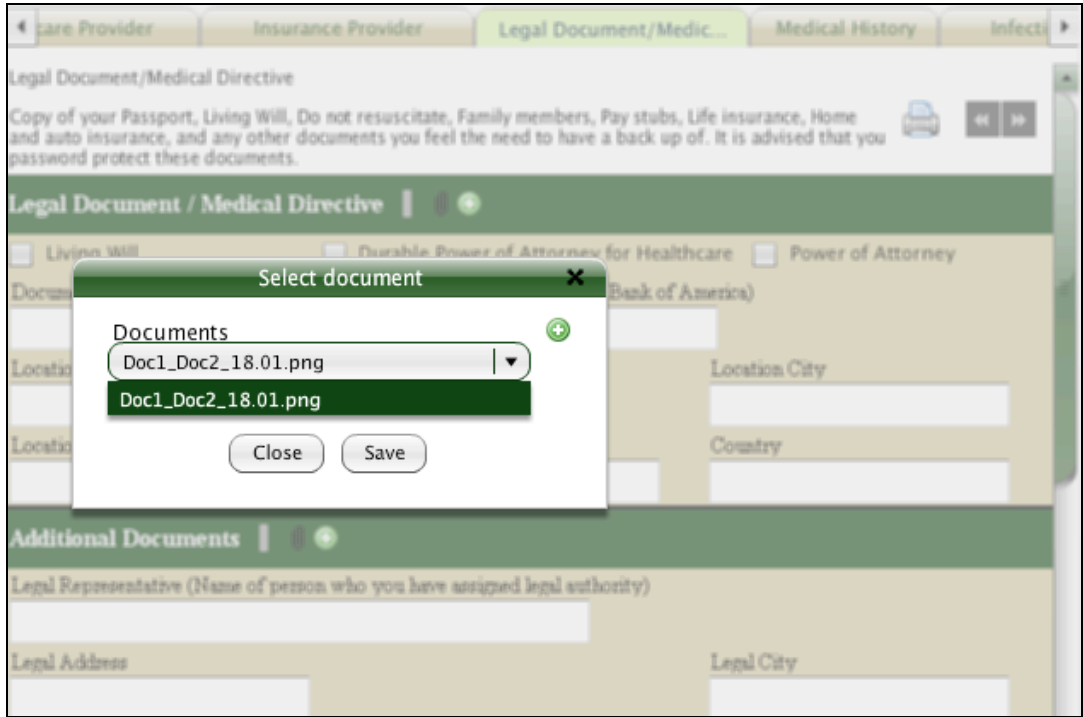 care Provider
Insurance Provider
Legal Document/Medic...
Medical History
Infecti
Legal Document/Medical Directive
Copy of your Passport, Living Will, Do not resuscitate, Family members, Pay stubs, Life insurance, Home
and auto insurance, and any other documents you feel the need to have a back up of. It is advised that you
password protect these documents.
Legal Document / Medical Directive
Living Will
Durable Power of Attorney for Healthcare
Power of Attorney
Select document
Docum
Bank of America)
Documents
Doc1_Doc2_18.01.png
Locatio
Location City
Doc1_Doc2_18.01.png
Locatio
Country
Close
Save
Additional Documents
Legal Representative (Name of person who you have assigned legal authority)
Legal Address
Legal City